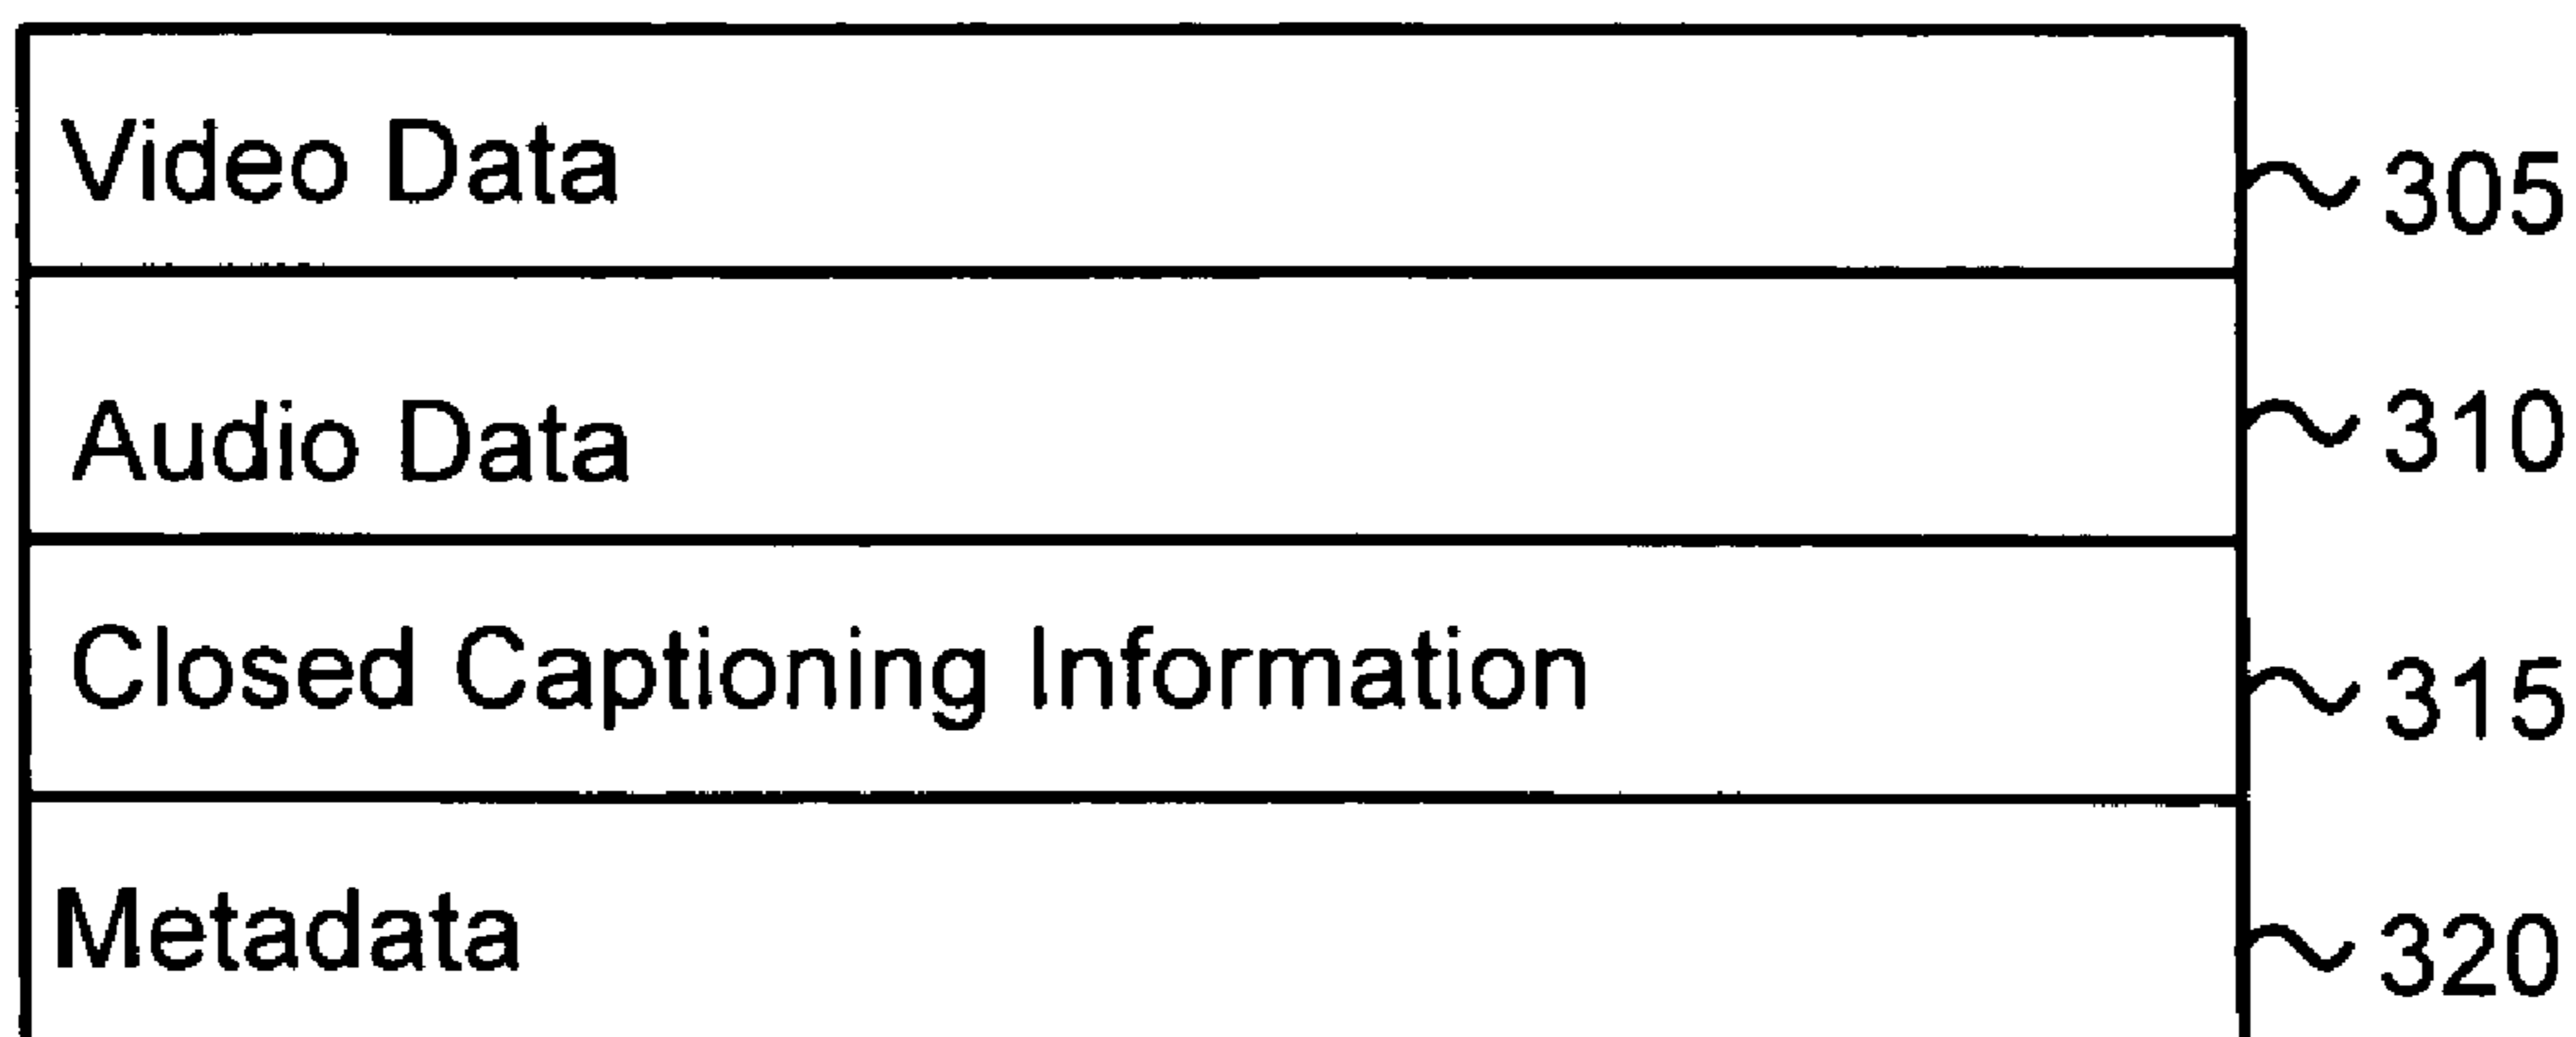 Video Data 305
Audio Data 310
Closed Captioning Information 315
Metadata 320